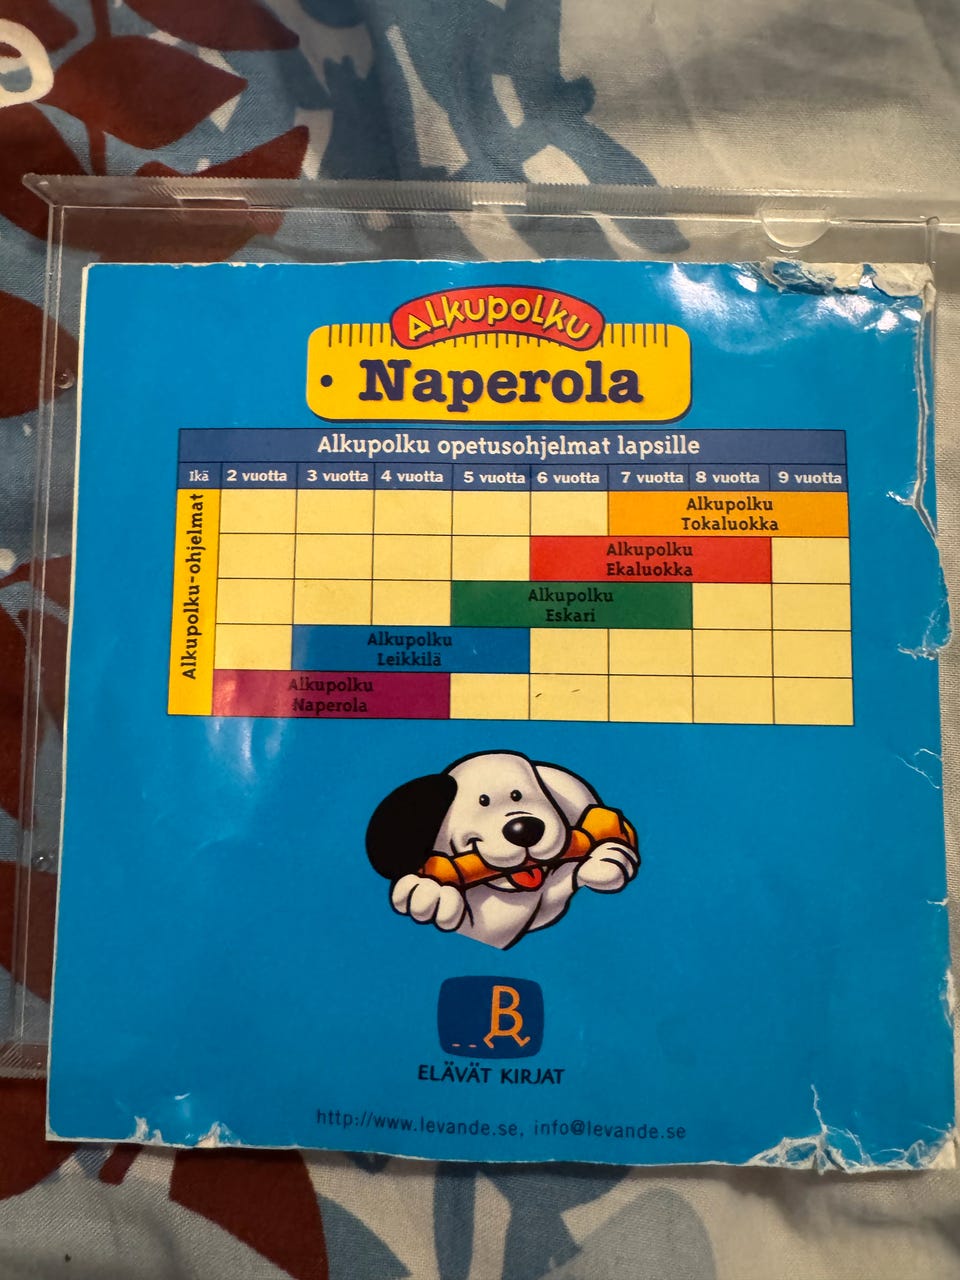 ALKUPOLKU
Naperola
Alkupolku opetusohjelmat lapsille
Ikä 2 vuotta 3 vuotta 4 vuotta 5 vuotta 6 vuotta 7 vuotta 8 vuotta 9 vuotta
Alkupolku-ohjelmat
Alkupolku
Tokaluokka
Alkupolku
Ekaluokka
Alkupolku
Eskari
Alkupolku
Leikkilä
Alkupolku
Naperola
B
ELÄVÄT KIRJAT
http://www.levande.se, info@levande.se